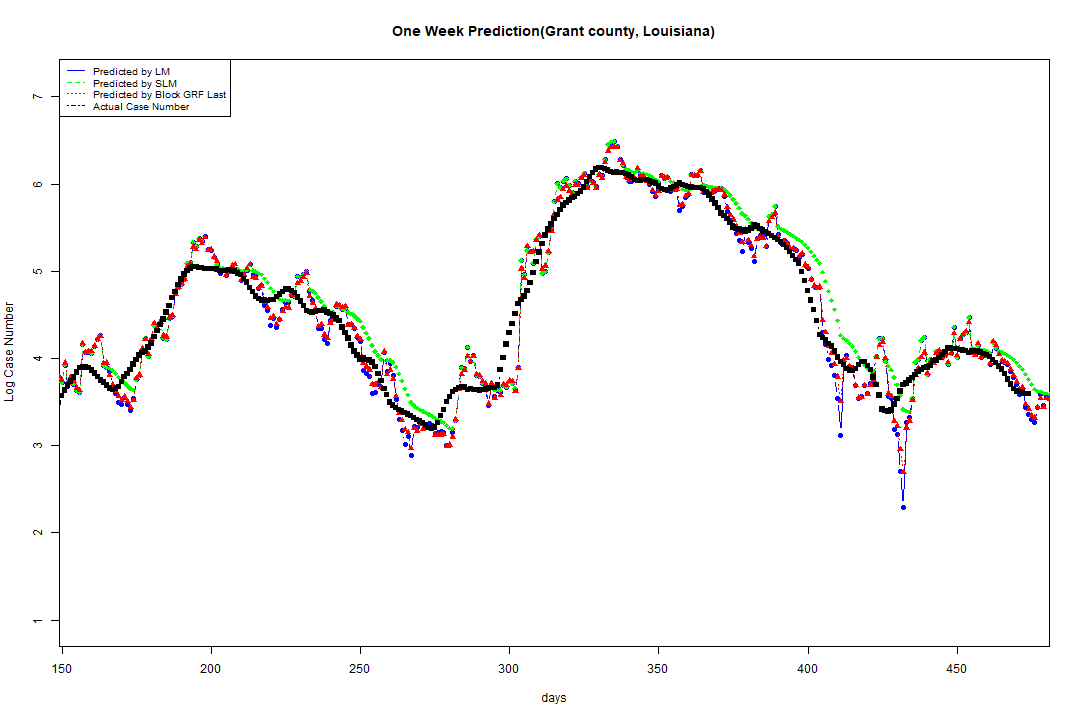 One Week Prediction(Grant county, Louisiana)
Predicted by LM
Predicted by SLM
Predicted by Block GRF Last
Actual Case Number
Log Case Number
7
6
5
4
3
2
1
150 200 250 300 350 400 450
days